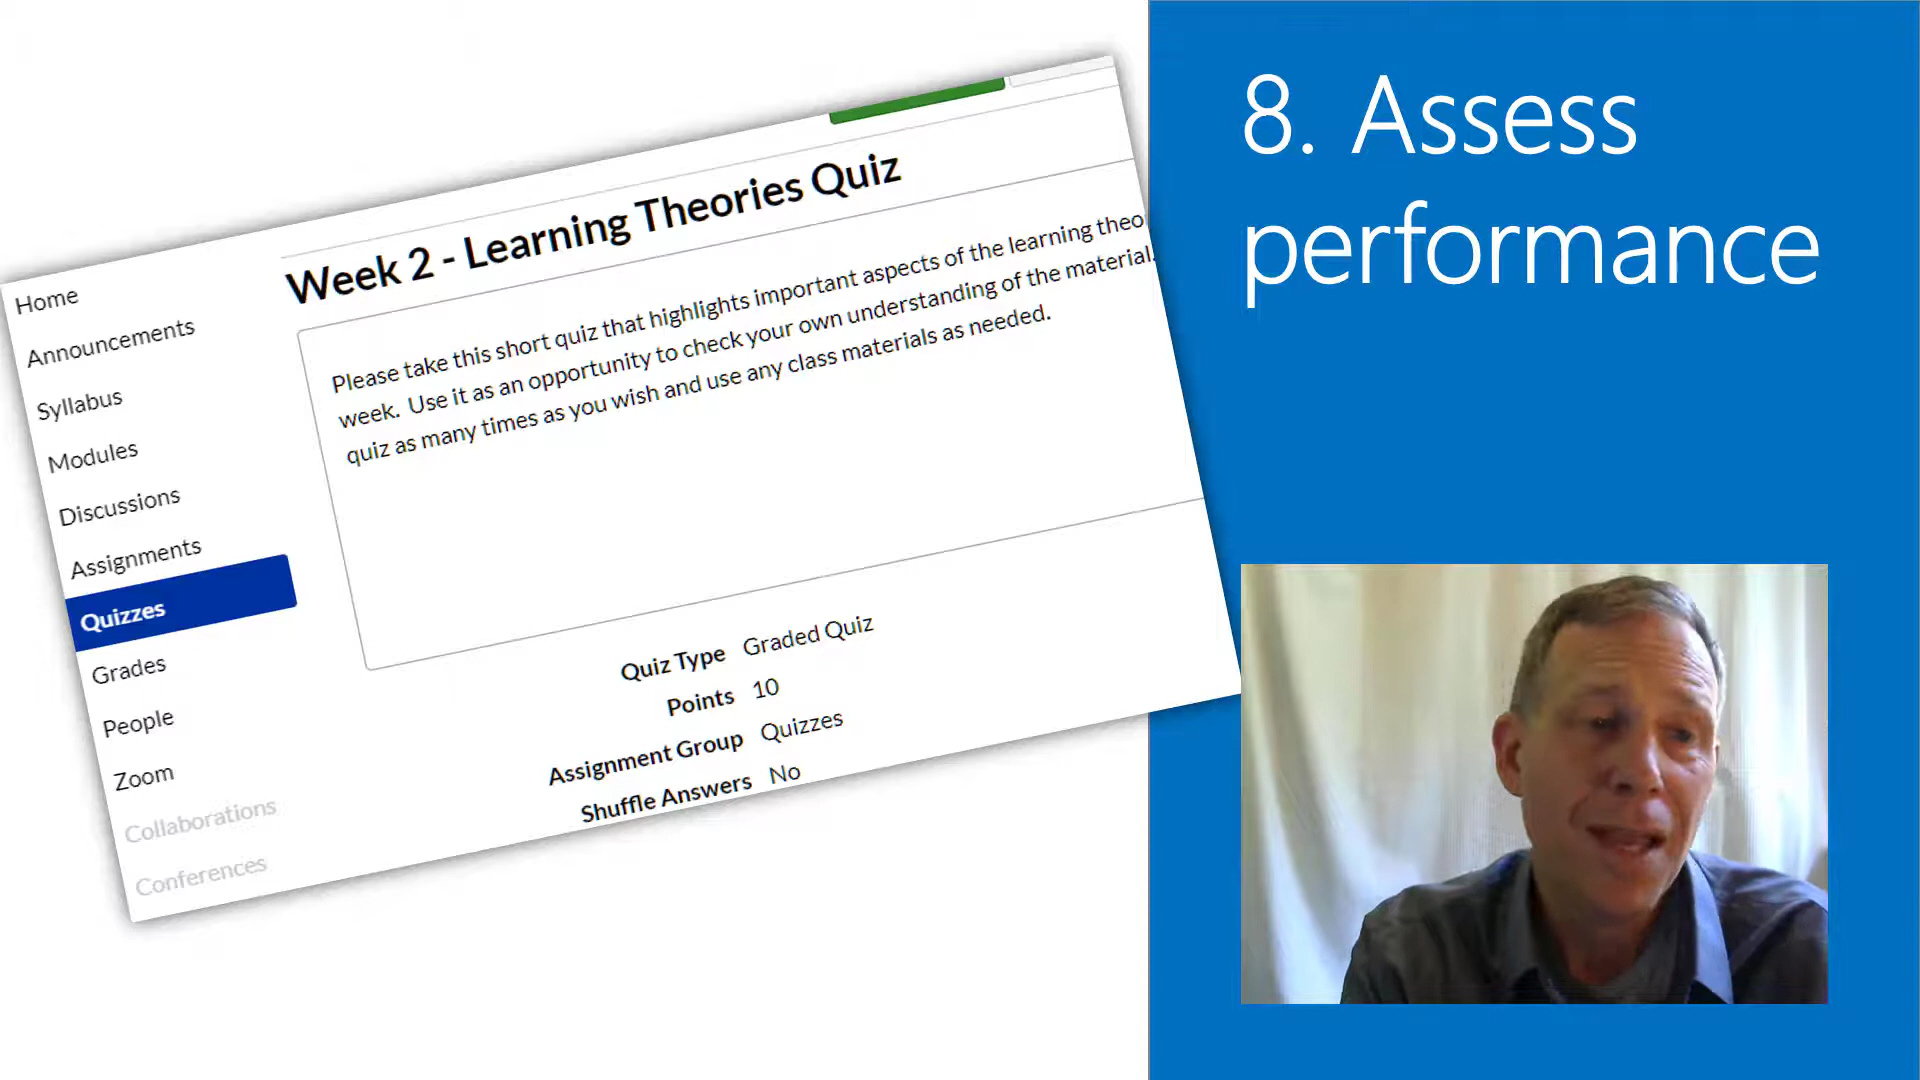 8. Assess
performance
Week 2 - Learning Theories Quiz
Please take this short quiz that highlights important aspects of the learning theo
week. Use it as an opportunity to check your own understanding of the material.
quiz as many times as you wish and use any class materials as needed.
Home
Announcements
Syllabus
Modules
Discussions
Assignments
Quizzes
Grades
People
Zoom
Collaborations
Conferences
Quiz Type Graded Quiz
Points 10
Assignment Group Quizzes
Shuffle Answers No